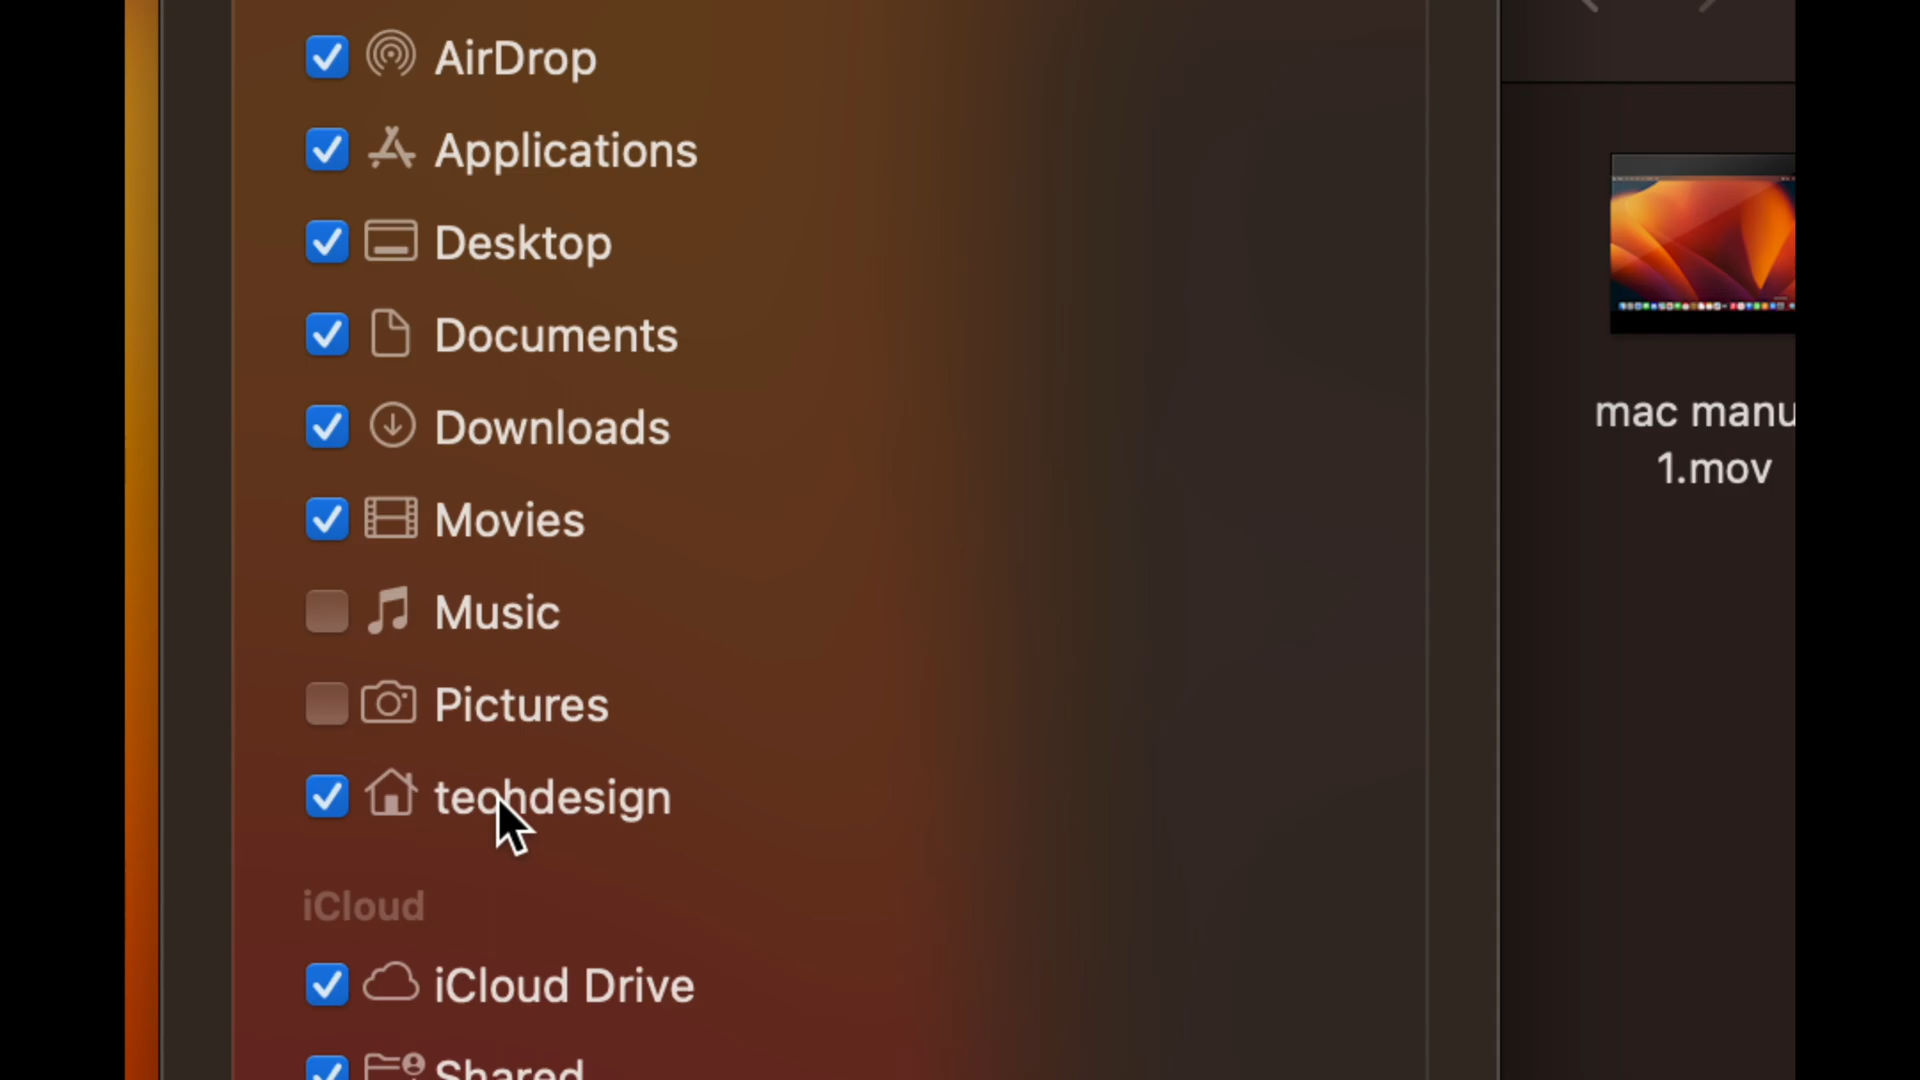 AirDrop
Applications
Desktop
Documents
Downloads
Movies
Music
Pictures
techdesign
iCloud
iCloud Drive
Shared
mac manu
1.mov